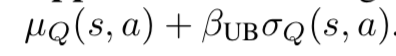 μ_Q(s, a) + β_UB σ_Q(s, a).